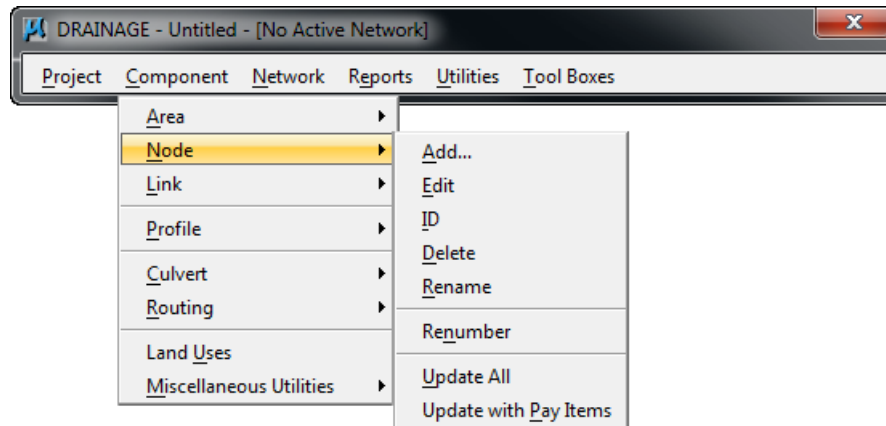 DRAINAGE - Untitled - [No Active Network]
Project Component Network Reports Utilities Tool Boxes
Area
Node
Link
Profile
Culvert
Routing
Land Uses
Miscellaneous Utilities
Add...
Edit
ID
Delete
Rename
Renumber
Update All
Update with Pay Items